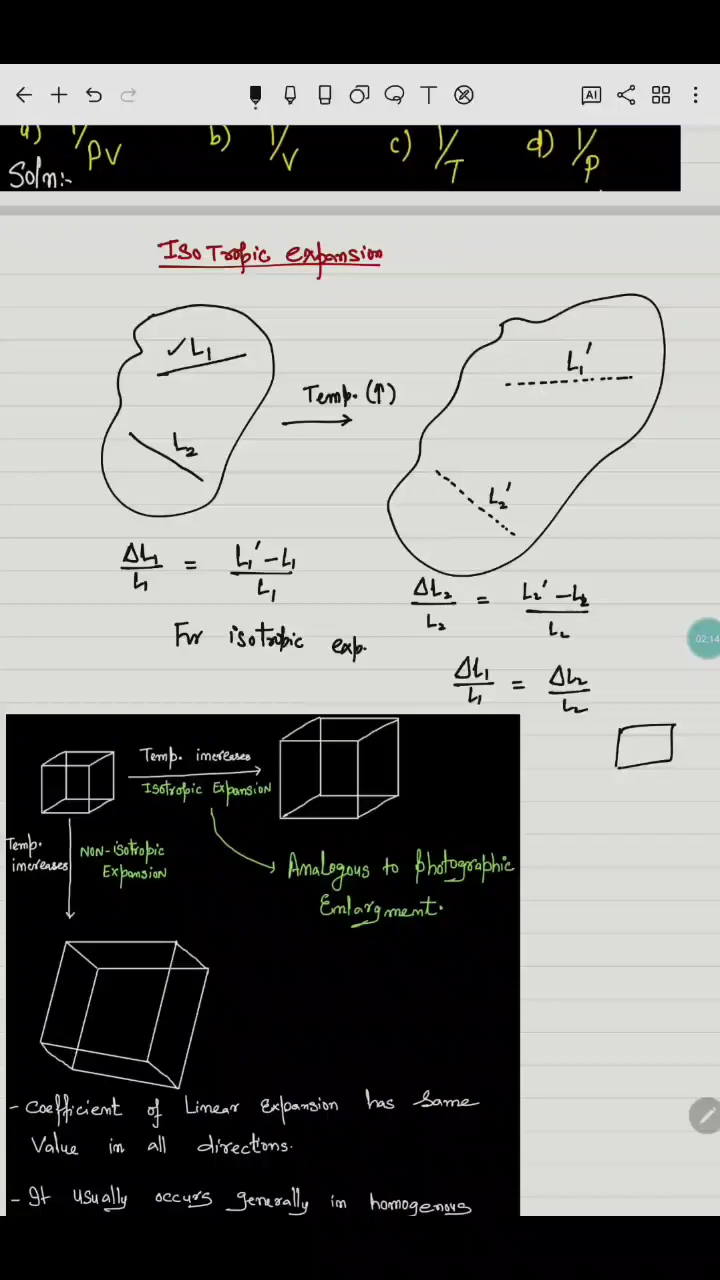 a) 1/PV b) 1/V c) 1/T d) 1/P
Soln:-
IsoTropic expansion
✓L₁
L₁'
Temp. (↑)
L₂
L₂'
ΔL₁/L₁ = L₁' - L₁/L₁
ΔL₂/L₂ = L₂' - L₂/L₂
For isotropic exp.
ΔL₁/L₁ = ΔL₂/L₂
02:14
Temp. increases
Isotropic Expansion
Temp.
increases
NON-isotropic
Expansion
Analogous to photographic
Enlargment.
- Coefficient of Linear expansion has same
Value in all directions.
- It usually occurs generally in homogenous
AI
T